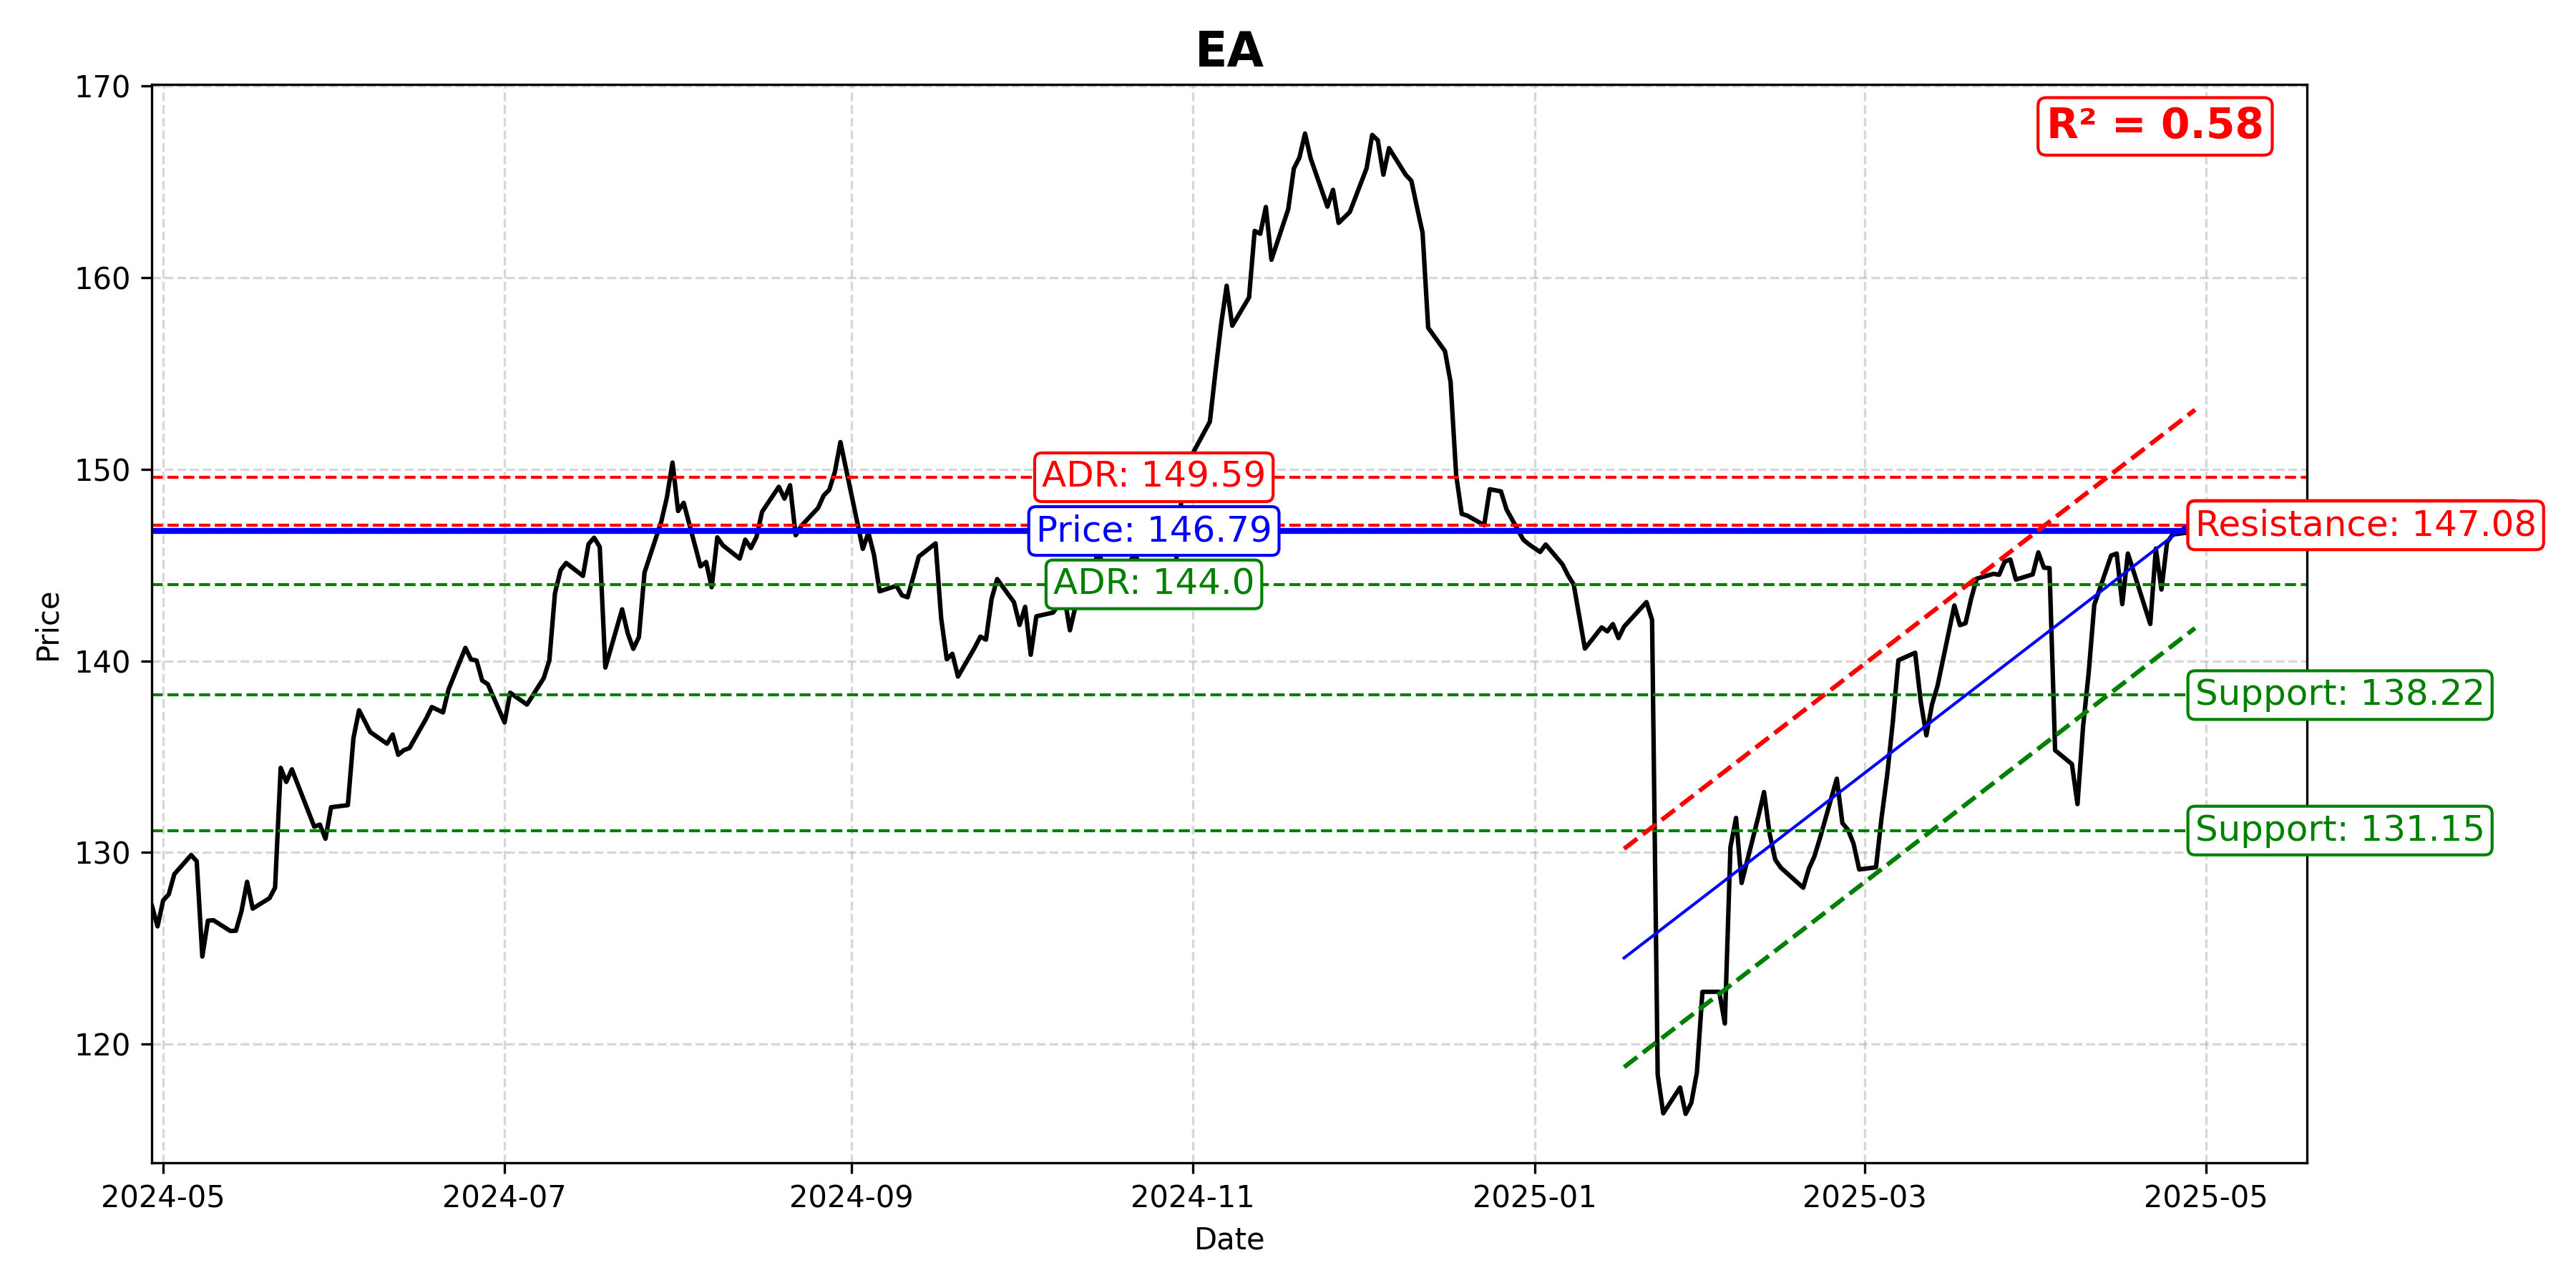 EA
R² = 0.58
170
160
150
140
130
120
Price
ADR: 149.59
Price: 146.79
ADR: 144.0
Resistance: 147.08
Support: 138.22
Support: 131.15
2024-05
2024-07
2024-09
2024-11
2025-01
2025-03
2025-05
Date